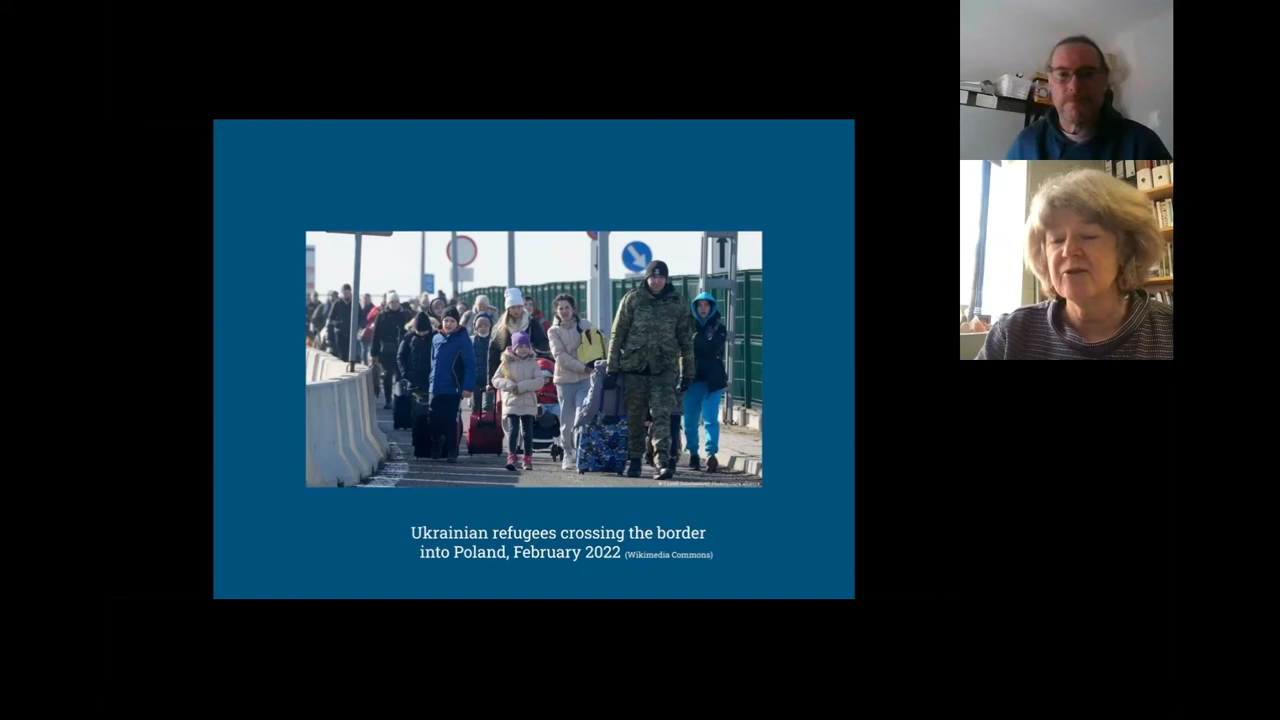 Ukrainian refugees crossing the border
into Poland, February 2022 (Wikimedia Commons)